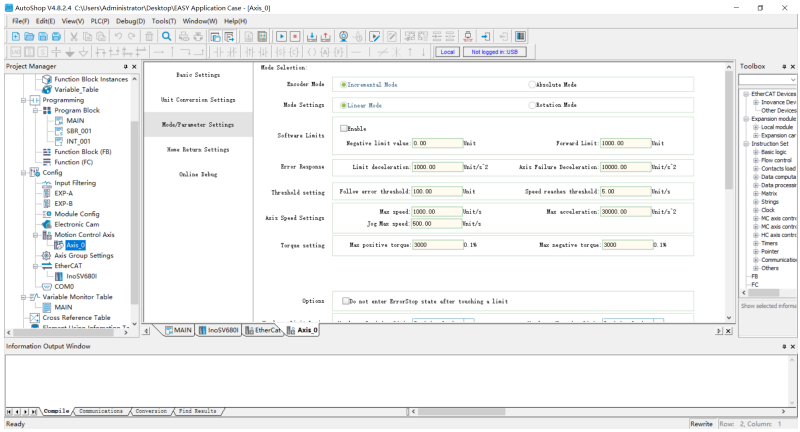 AutoShop V4.8.2.4 C:\Users\Administrator\Desktop\EASY Application Case - [Axis_0]
File(F) Edit(E) View(V) PLC(P) Debug(D) Tools(T) Window(W) Help(H)
Local Not logged in: USB
Project Manager
Function Block Instances
Variable_Table
Programming
Program Block
MAIN
SBR_001
INT_001
Function Block (FB)
Function (FC)
Config
Input Filtering
EXP-A
EXP-B
Module Config
Electronic Cam
Motion Control Axis
Axis_0
Axis Group Settings
EtherCAT
InoSV680I
COM0
Variable Monitor Table
MAIN
Cross Reference Table
Basic Settings
Unit Conversion Settings
Mode/Parameter Settings
Home Return Settings
Online Debug
Mode Selection:
Encoder Mode Incremental Mode Absolute Mode
Mode Settings Linear Mode Rotation Mode
Software Limits Enable
Negative limit value: 0.00 Unit Forward Limit: 1000.00 Unit
Error Response Limit deceleration: 1000.00 Unit/s^2 Axis Failure Deceleration: 10000.00 Unit/s^2
Threshold setting Follow error threshold: 100.00 Unit Speed reaches threshold: 5.00 Unit/s
Axis Speed Settings Max speed: 1000.00 Unit/s Max acceleration: 30000.00 Unit/s^2
Jog Max speed: 500.00 Unit/s
Torque setting Max positive torque: 3000 0.1% Max negative torque: 3000 0.1%
Options Do not enter ErrorStop state after touching a limit
MAIN InoSV680I EtherCat Axis_0
Toolbox
EtherCAT Devices
Inovance Dev
Other Devices
Expansion module
Local module
Expansion car
Instruction Set
Basic logic
Flow control
Contacts load
Data computa
Data processir
Matrix
Strings
Clock
MC axis contr
MC axis contr
HC axis contr
Timers
Pointer
Communicatio
Others
FB
FC
Show selected informa
Information Output Window
Compile Communications Conversion Find Results
Ready Rewrite Row: 2, Column: 1